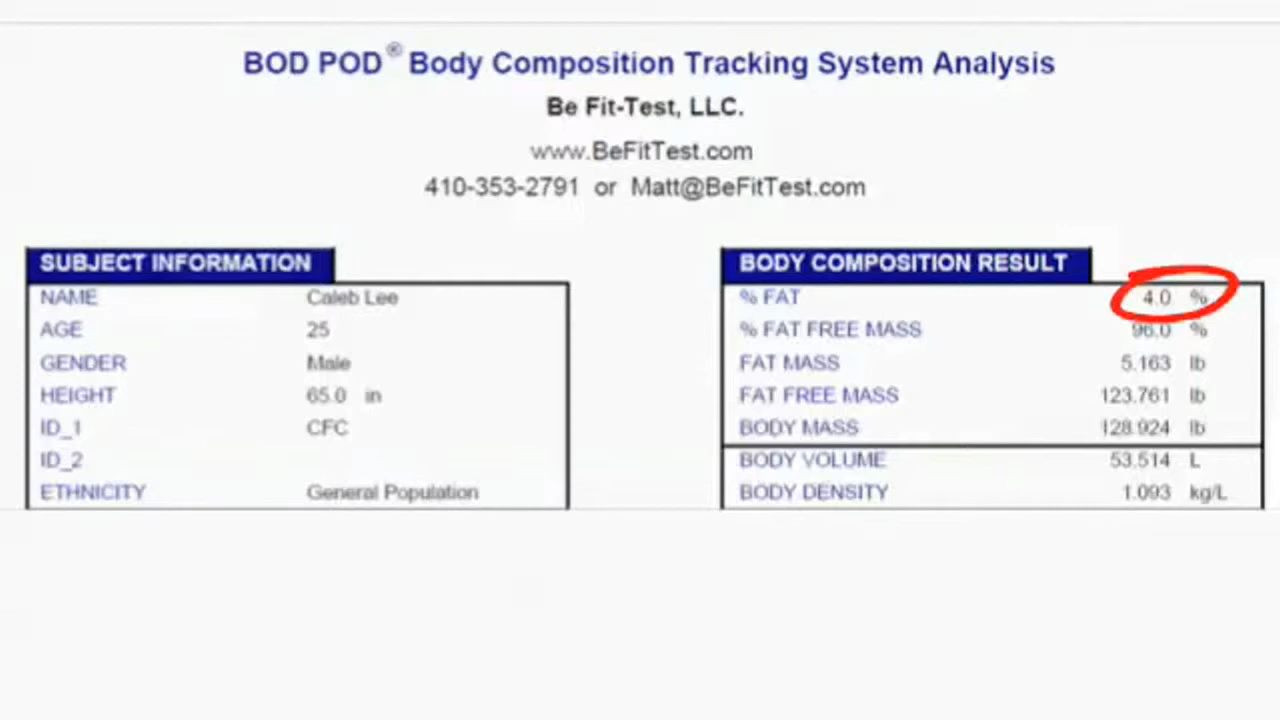 BOD POD® Body Composition Tracking System Analysis
Be Fit-Test, LLC.
www.BeFitTest.com
410-353-2791 or Matt@BeFitTest.com
SUBJECT INFORMATION
NAME Caleb Lee
AGE 25
GENDER Male
HEIGHT 65.0 in
ID_1 CFC
ID_2
ETHNICITY General Population
BODY COMPOSITION RESULT
% FAT 4.0 %
% FAT FREE MASS 96.0 %
FAT MASS 5.163 lb
FAT FREE MASS 123.761 lb
BODY MASS 128.924 lb
BODY VOLUME 53.514 L
BODY DENSITY 1.093 kg/L